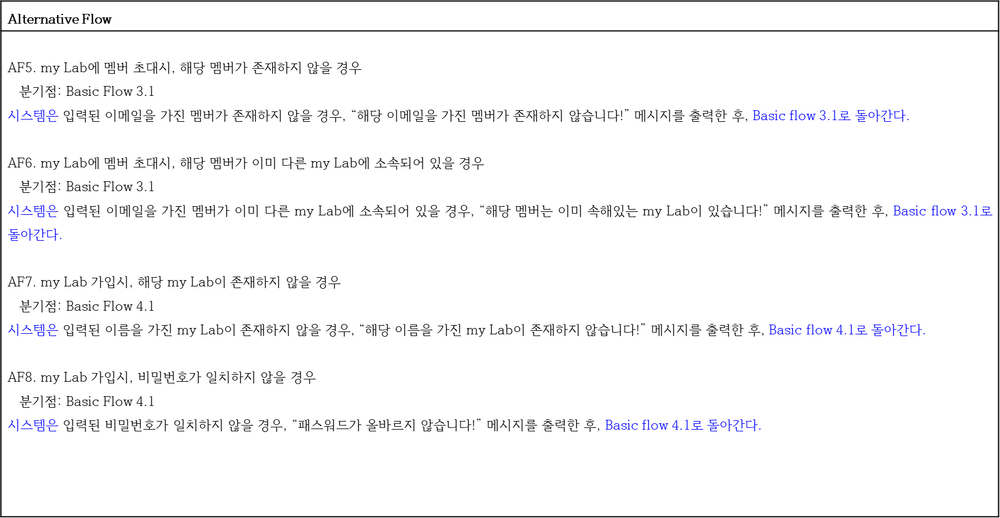 Alternative Flow
AF5. my Lab에 멤버 초대시, 해당 멤버가 존재하지 않을 경우
분기점: Basic Flow 3.1
시스템은 입력된 이메일을 가진 멤버가 존재하지 않을 경우, “해당 이메일을 가진 멤버가 존재하지 않습니다!” 메시지를 출력한 후, Basic flow 3.1로 돌아간다.
AF6. my Lab에 멤버 초대시, 해당 멤버가 이미 다른 my Lab에 소속되어 있을 경우
분기점: Basic Flow 3.1
시스템은 입력된 이메일을 가진 멤버가 이미 다른 my Lab에 소속되어 있을 경우, “해당 멤버는 이미 속해있는 my Lab이 있습니다!” 메시지를 출력한 후, Basic flow 3.1로
돌아간다.
AF7. my Lab 가입시, 해당 my Lab이 존재하지 않을 경우
분기점: Basic Flow 4.1
시스템은 입력된 이름을 가진 my Lab이 존재하지 않을 경우, “해당 이름을 가진 my Lab이 존재하지 않습니다!” 메시지를 출력한 후, Basic flow 4.1로 돌아간다.
AF8. my Lab 가입시, 비밀번호가 일치하지 않을 경우
분기점: Basic Flow 4.1
시스템은 입력된 비밀번호가 일치하지 않을 경우, “패스워드가 올바르지 않습니다!” 메시지를 출력한 후, Basic flow 4.1로 돌아간다.